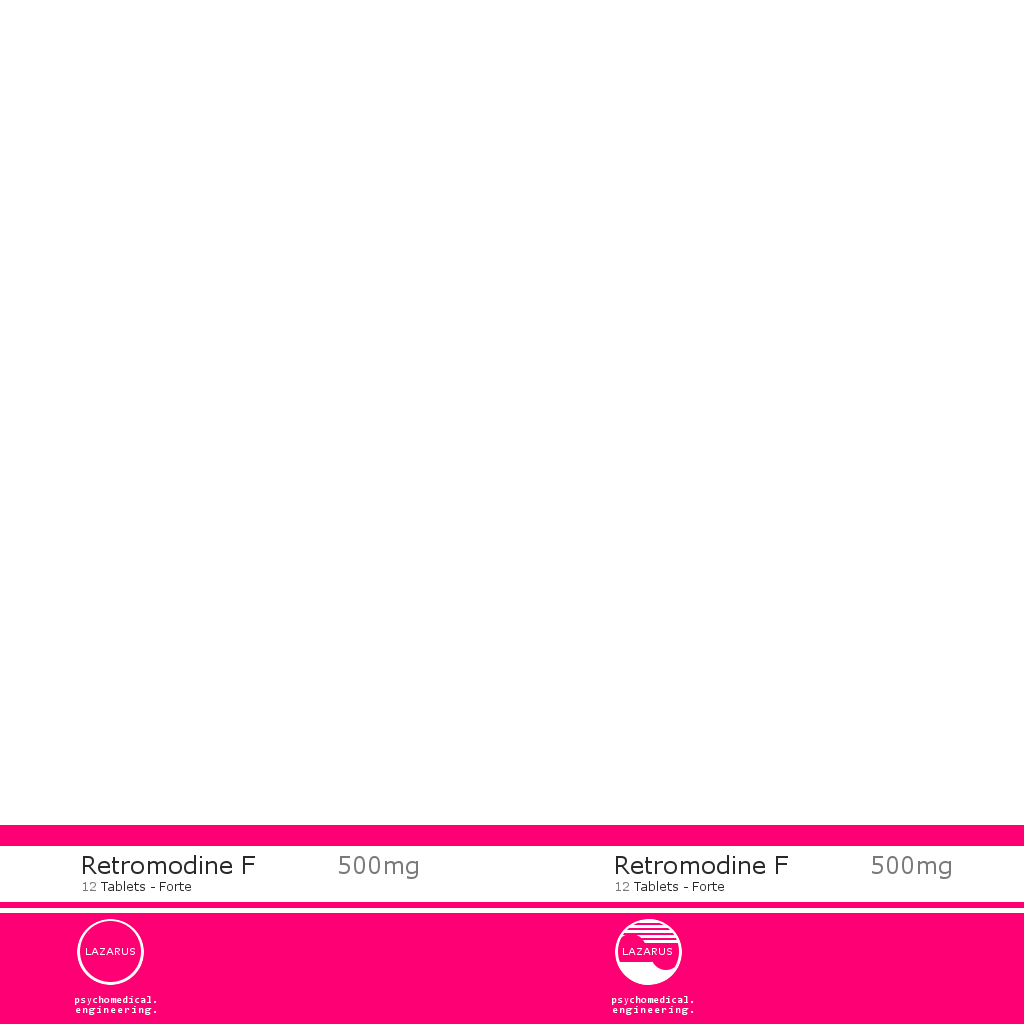 Retromodine F 500mg
12 Tablets - Forte
LAZARUS
psychomedical.
engineering.
Retromodine F 500mg
12 Tablets - Forte
LAZARUS
psychomedical.
engineering.